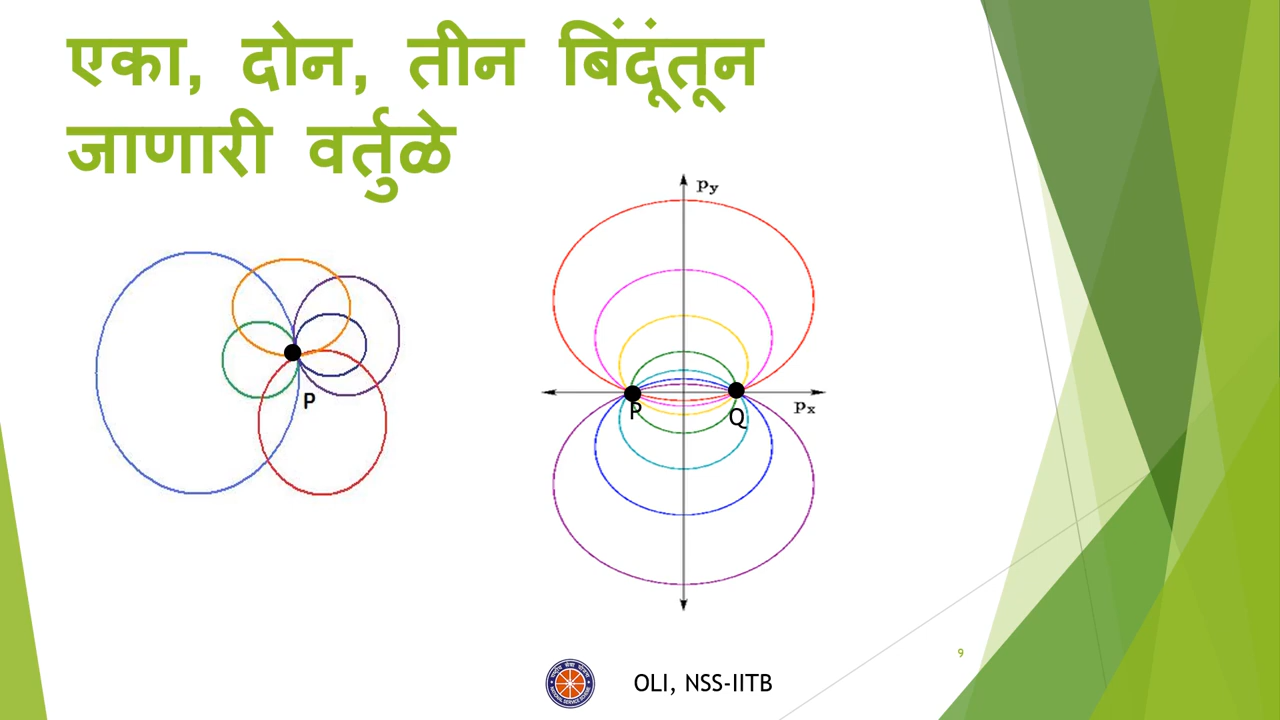 एका, दोन, तीन बिंदूंतून
जाणारी वर्तुळे
py
P
P
Q
px
9
OLI, NSS-IITB